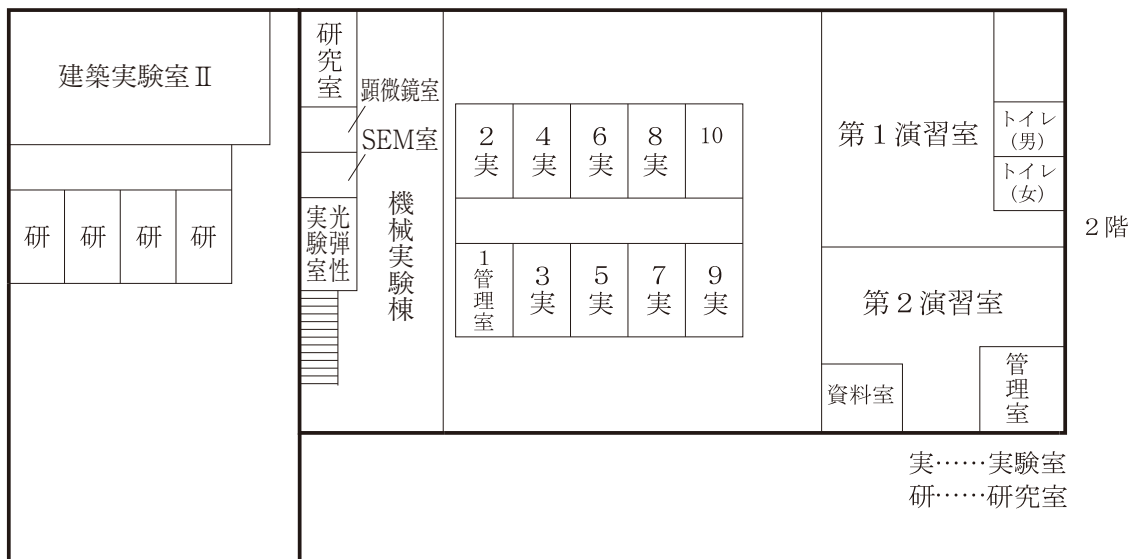 建築実験室Ⅱ
研
研
研
研
研究室
顕微鏡室
SEM室
光弾性
実験室
機械実験棟
2実
4実
6実
8実
10
1管理室
3実
5実
7実
9実
第1演習室
トイレ
(男)
トイレ
(女)
第2演習室
資料室
管理室
2階
実……実験室
研……研究室